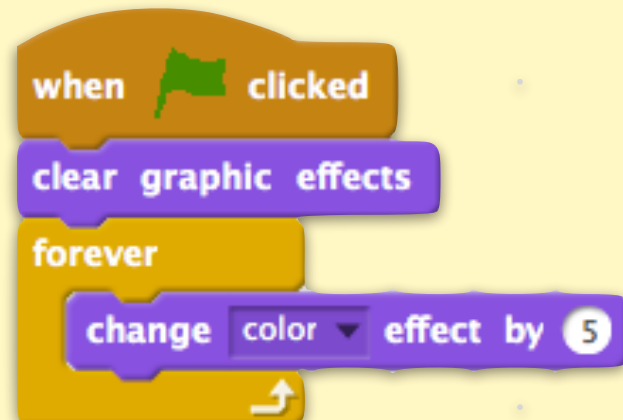 when clicked
clear graphic effects
forever
change color effect by 5